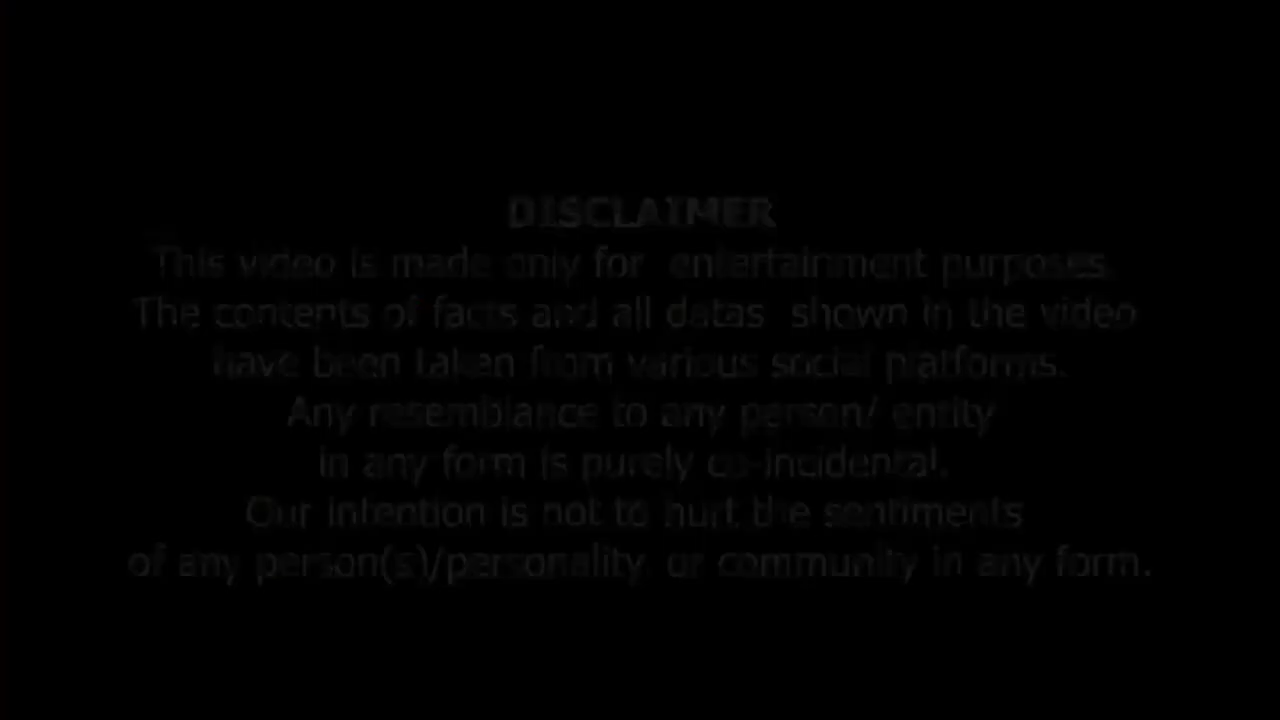 DISCLAIMER
This video is made only for entertainment purposes.
The contents of facts and all datas shown in the video
have been taken from various social platforms.
Any resemblance to any person/ entity
in any form is purely co-incidental.
Our intention is not to hurt the sentiments
of any person(s)/personality or community in any form.